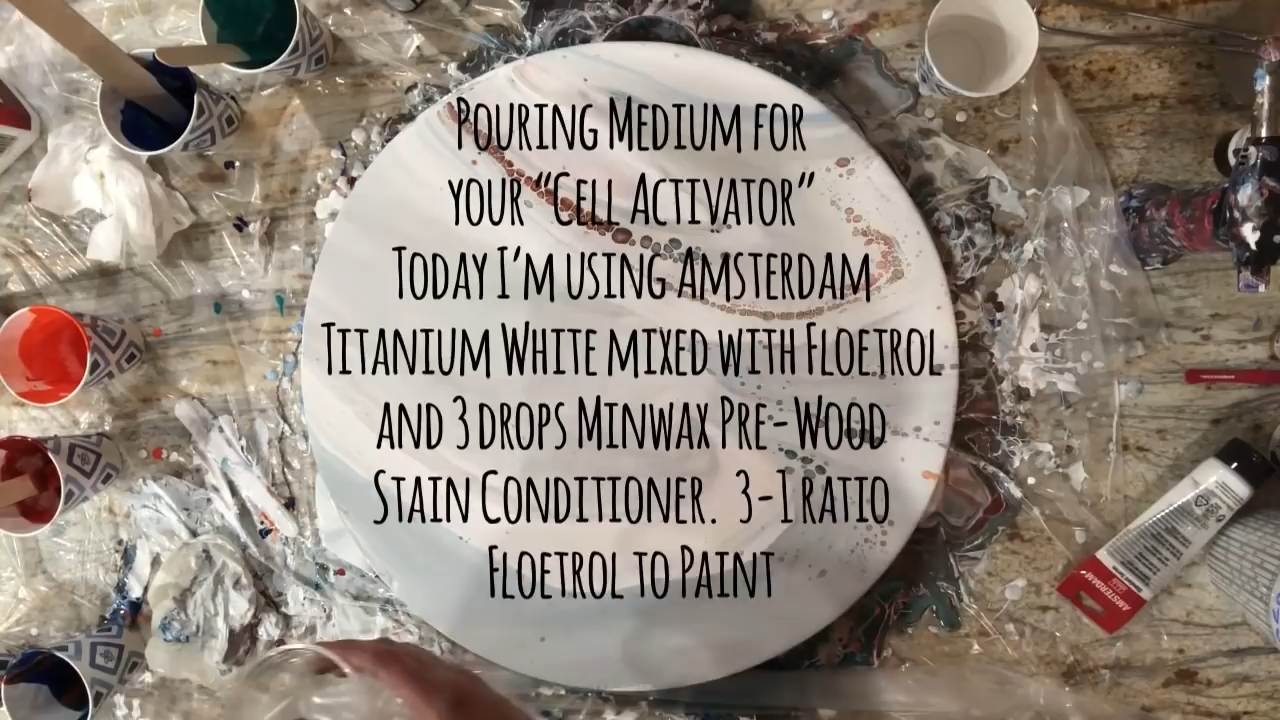 Pouring Medium for
your “Cell Activator”
Today I’m using Amsterdam
Titanium White mixed with Floetrol
and 3 drops Minwax Pre-Wood
Stain Conditioner. 3-1 ratio
Floetrol to Paint
AMSTERDAM